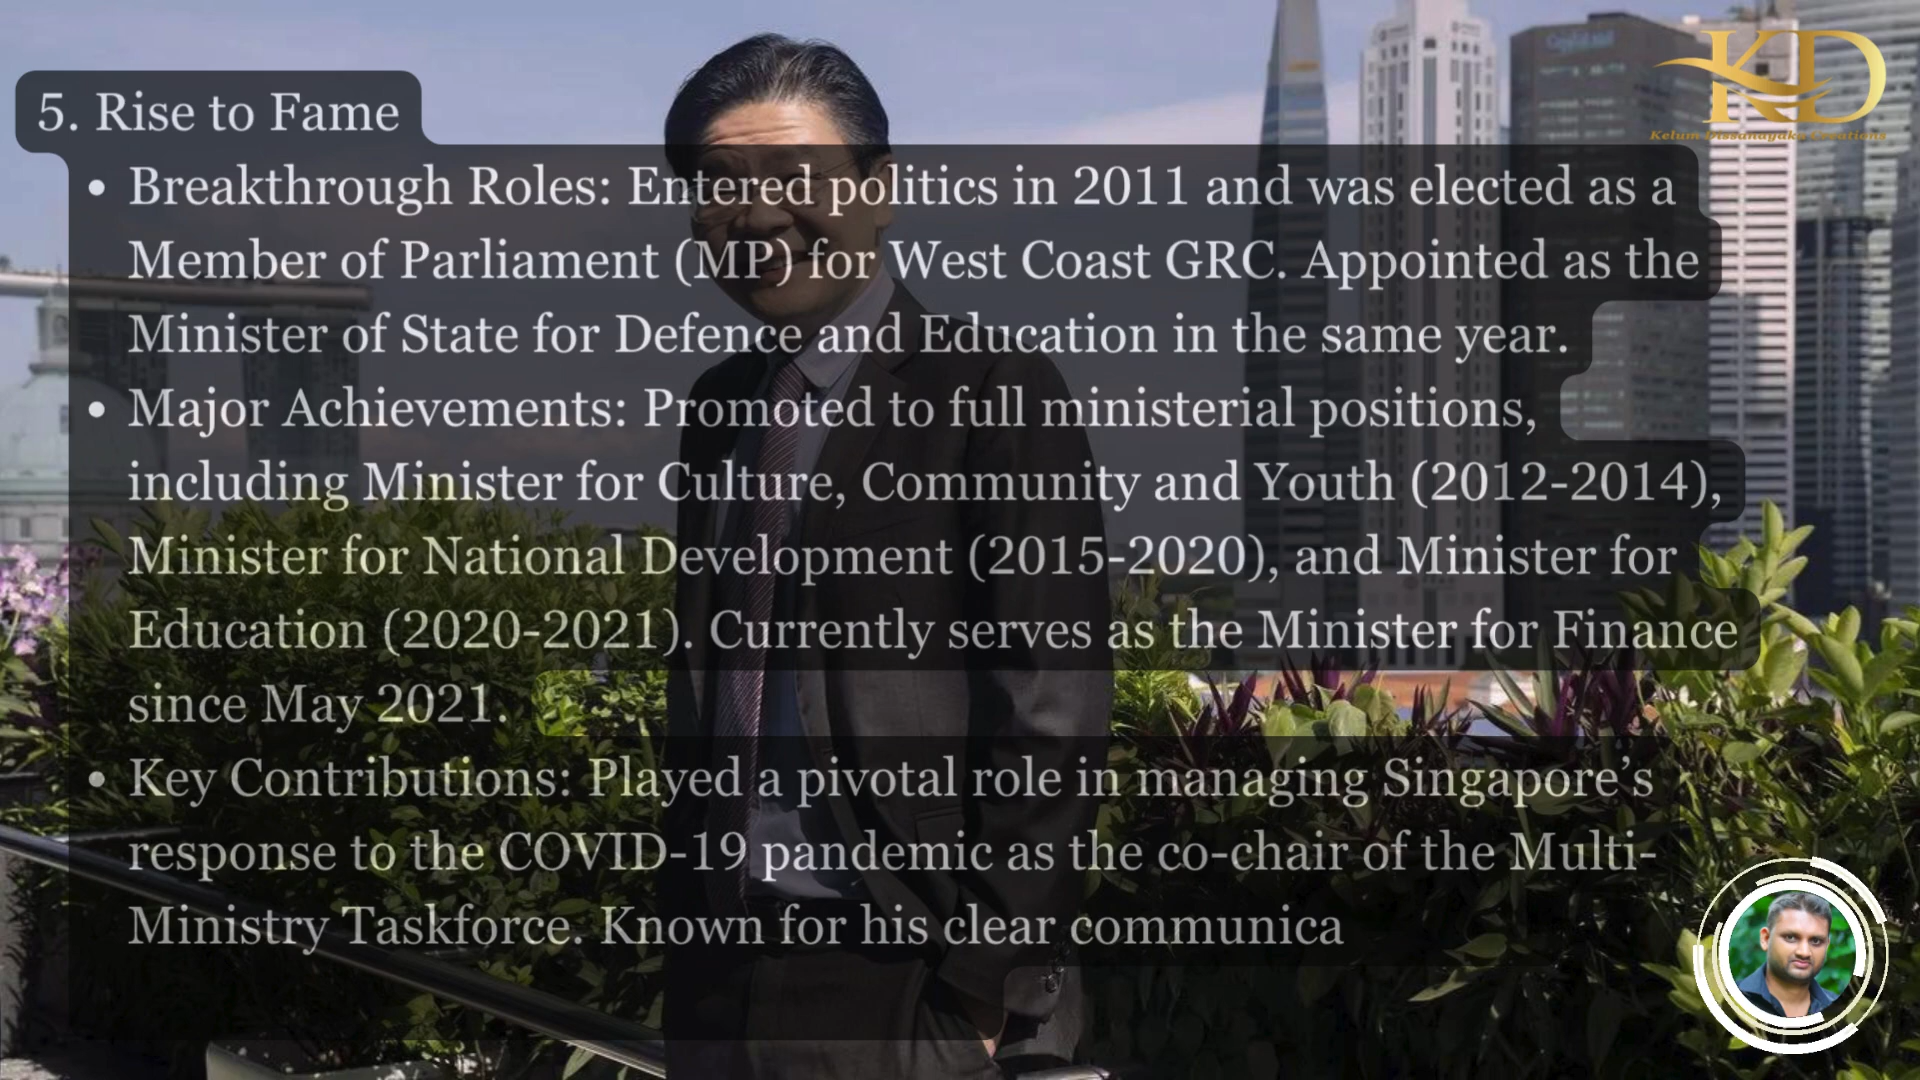 KD
Kelum Dissanayake Creations
5. Rise to Fame
• Breakthrough Roles: Entered politics in 2011 and was elected as a
Member of Parliament (MP) for West Coast GRC. Appointed as the
Minister of State for Defence and Education in the same year.
• Major Achievements: Promoted to full ministerial positions,
including Minister for Culture, Community and Youth (2012-2014),
Minister for National Development (2015-2020), and Minister for
Education (2020-2021). Currently serves as the Minister for Finance
since May 2021.
• Key Contributions: Played a pivotal role in managing Singapore’s
response to the COVID-19 pandemic as the co-chair of the Multi-
Ministry Taskforce. Known for his clear communica